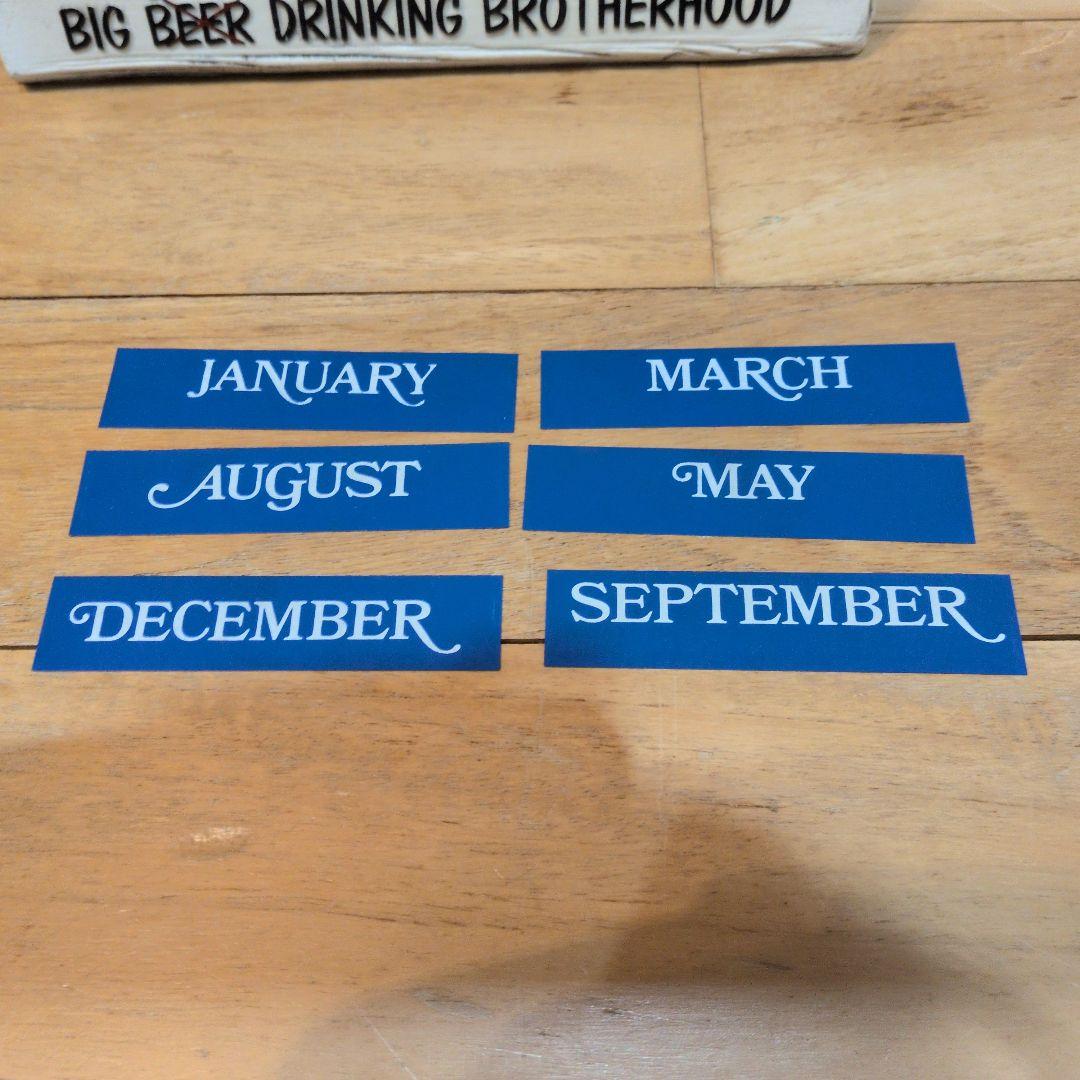 BIG BEER DRINKING BROTHERHOOD
JANUARY
MARCH
AUGUST
MAY
DECEMBER
SEPTEMBER